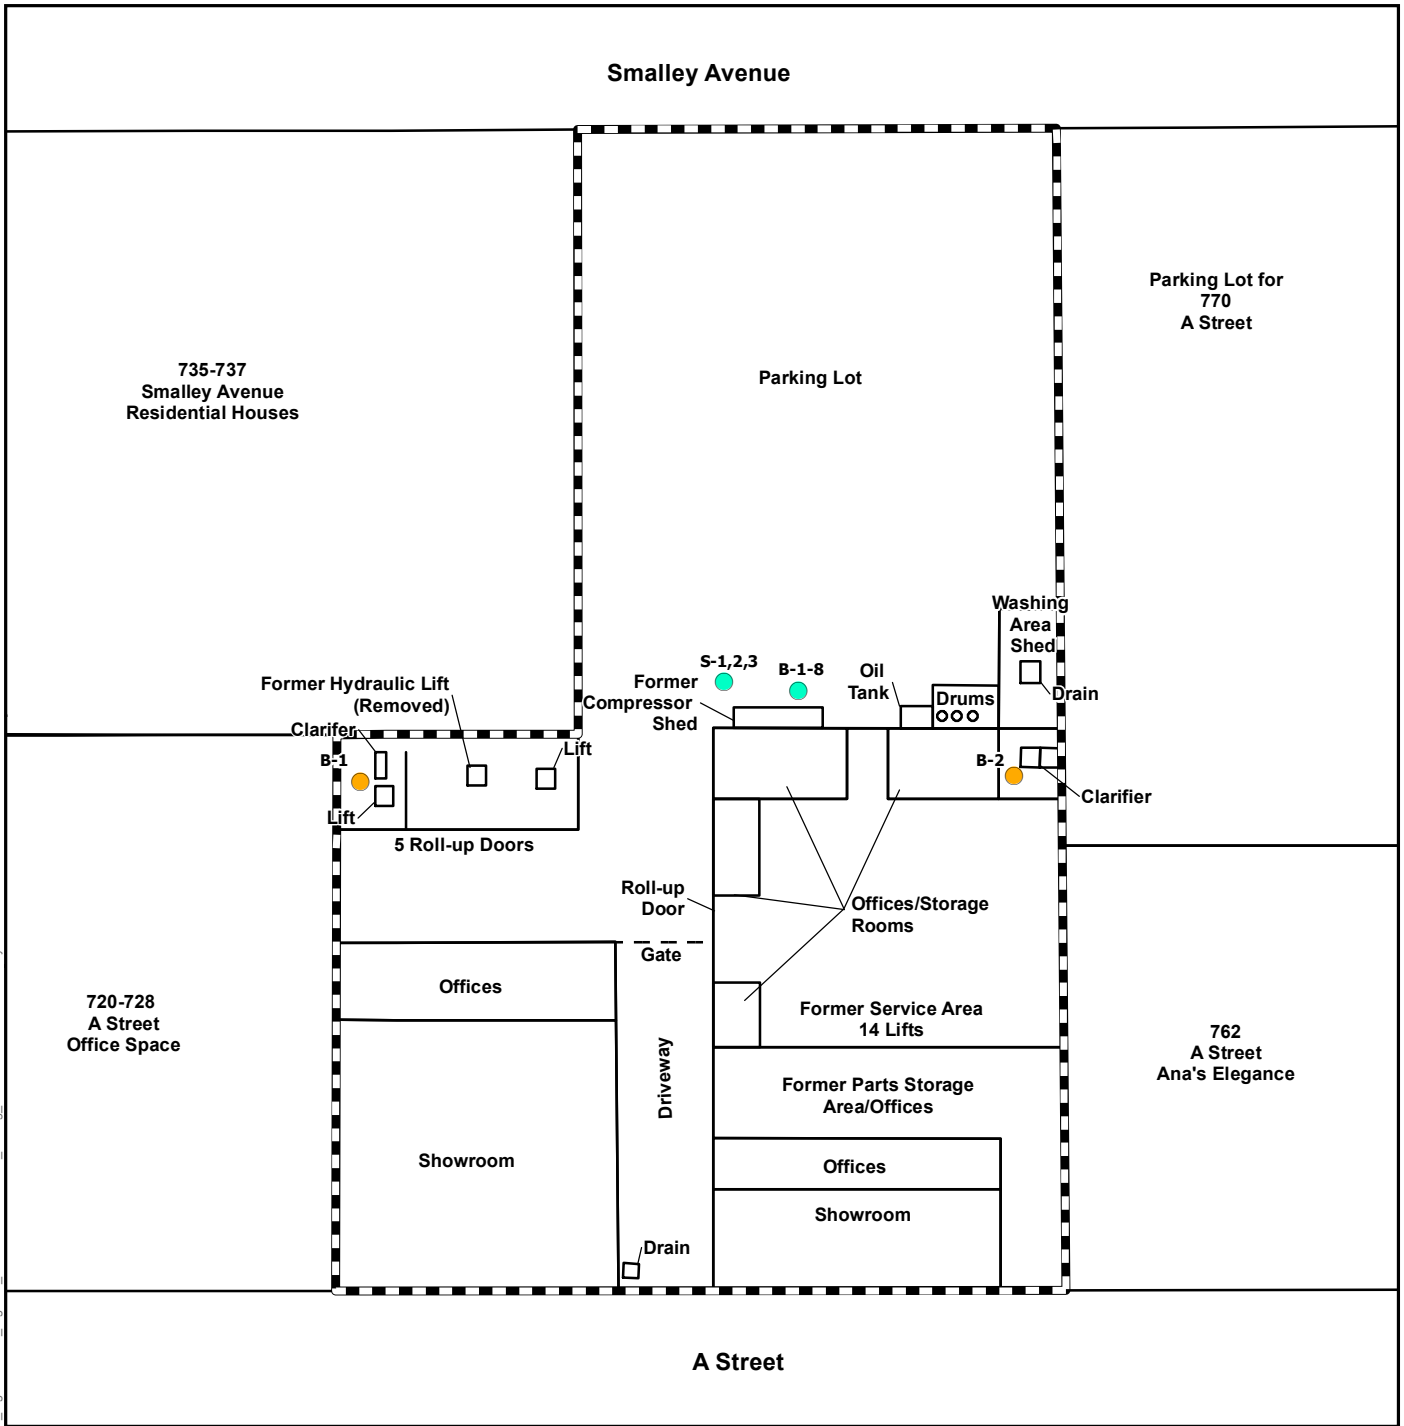 Smalley Avenue
Parking Lot for
770
A Street
735-737
Smalley Avenue
Residential Houses
Parking Lot
Washing
Area
Shed
Drain
S-1,2,3
B-1-8
Oil
Tank
Drums
Former
Compressor
Shed
Former Hydraulic Lift
(Removed)
Clarifer
B-1
Lift
Lift
B-2
Clarifier
5 Roll-up Doors
Roll-up
Door
Offices/Storage
Rooms
Gate
Offices
720-728
A Street
Office Space
Former Service Area
14 Lifts
762
A Street
Ana's Elegance
Driveway
Former Parts Storage
Area/Offices
Showroom
Offices
Showroom
Drain
A Street